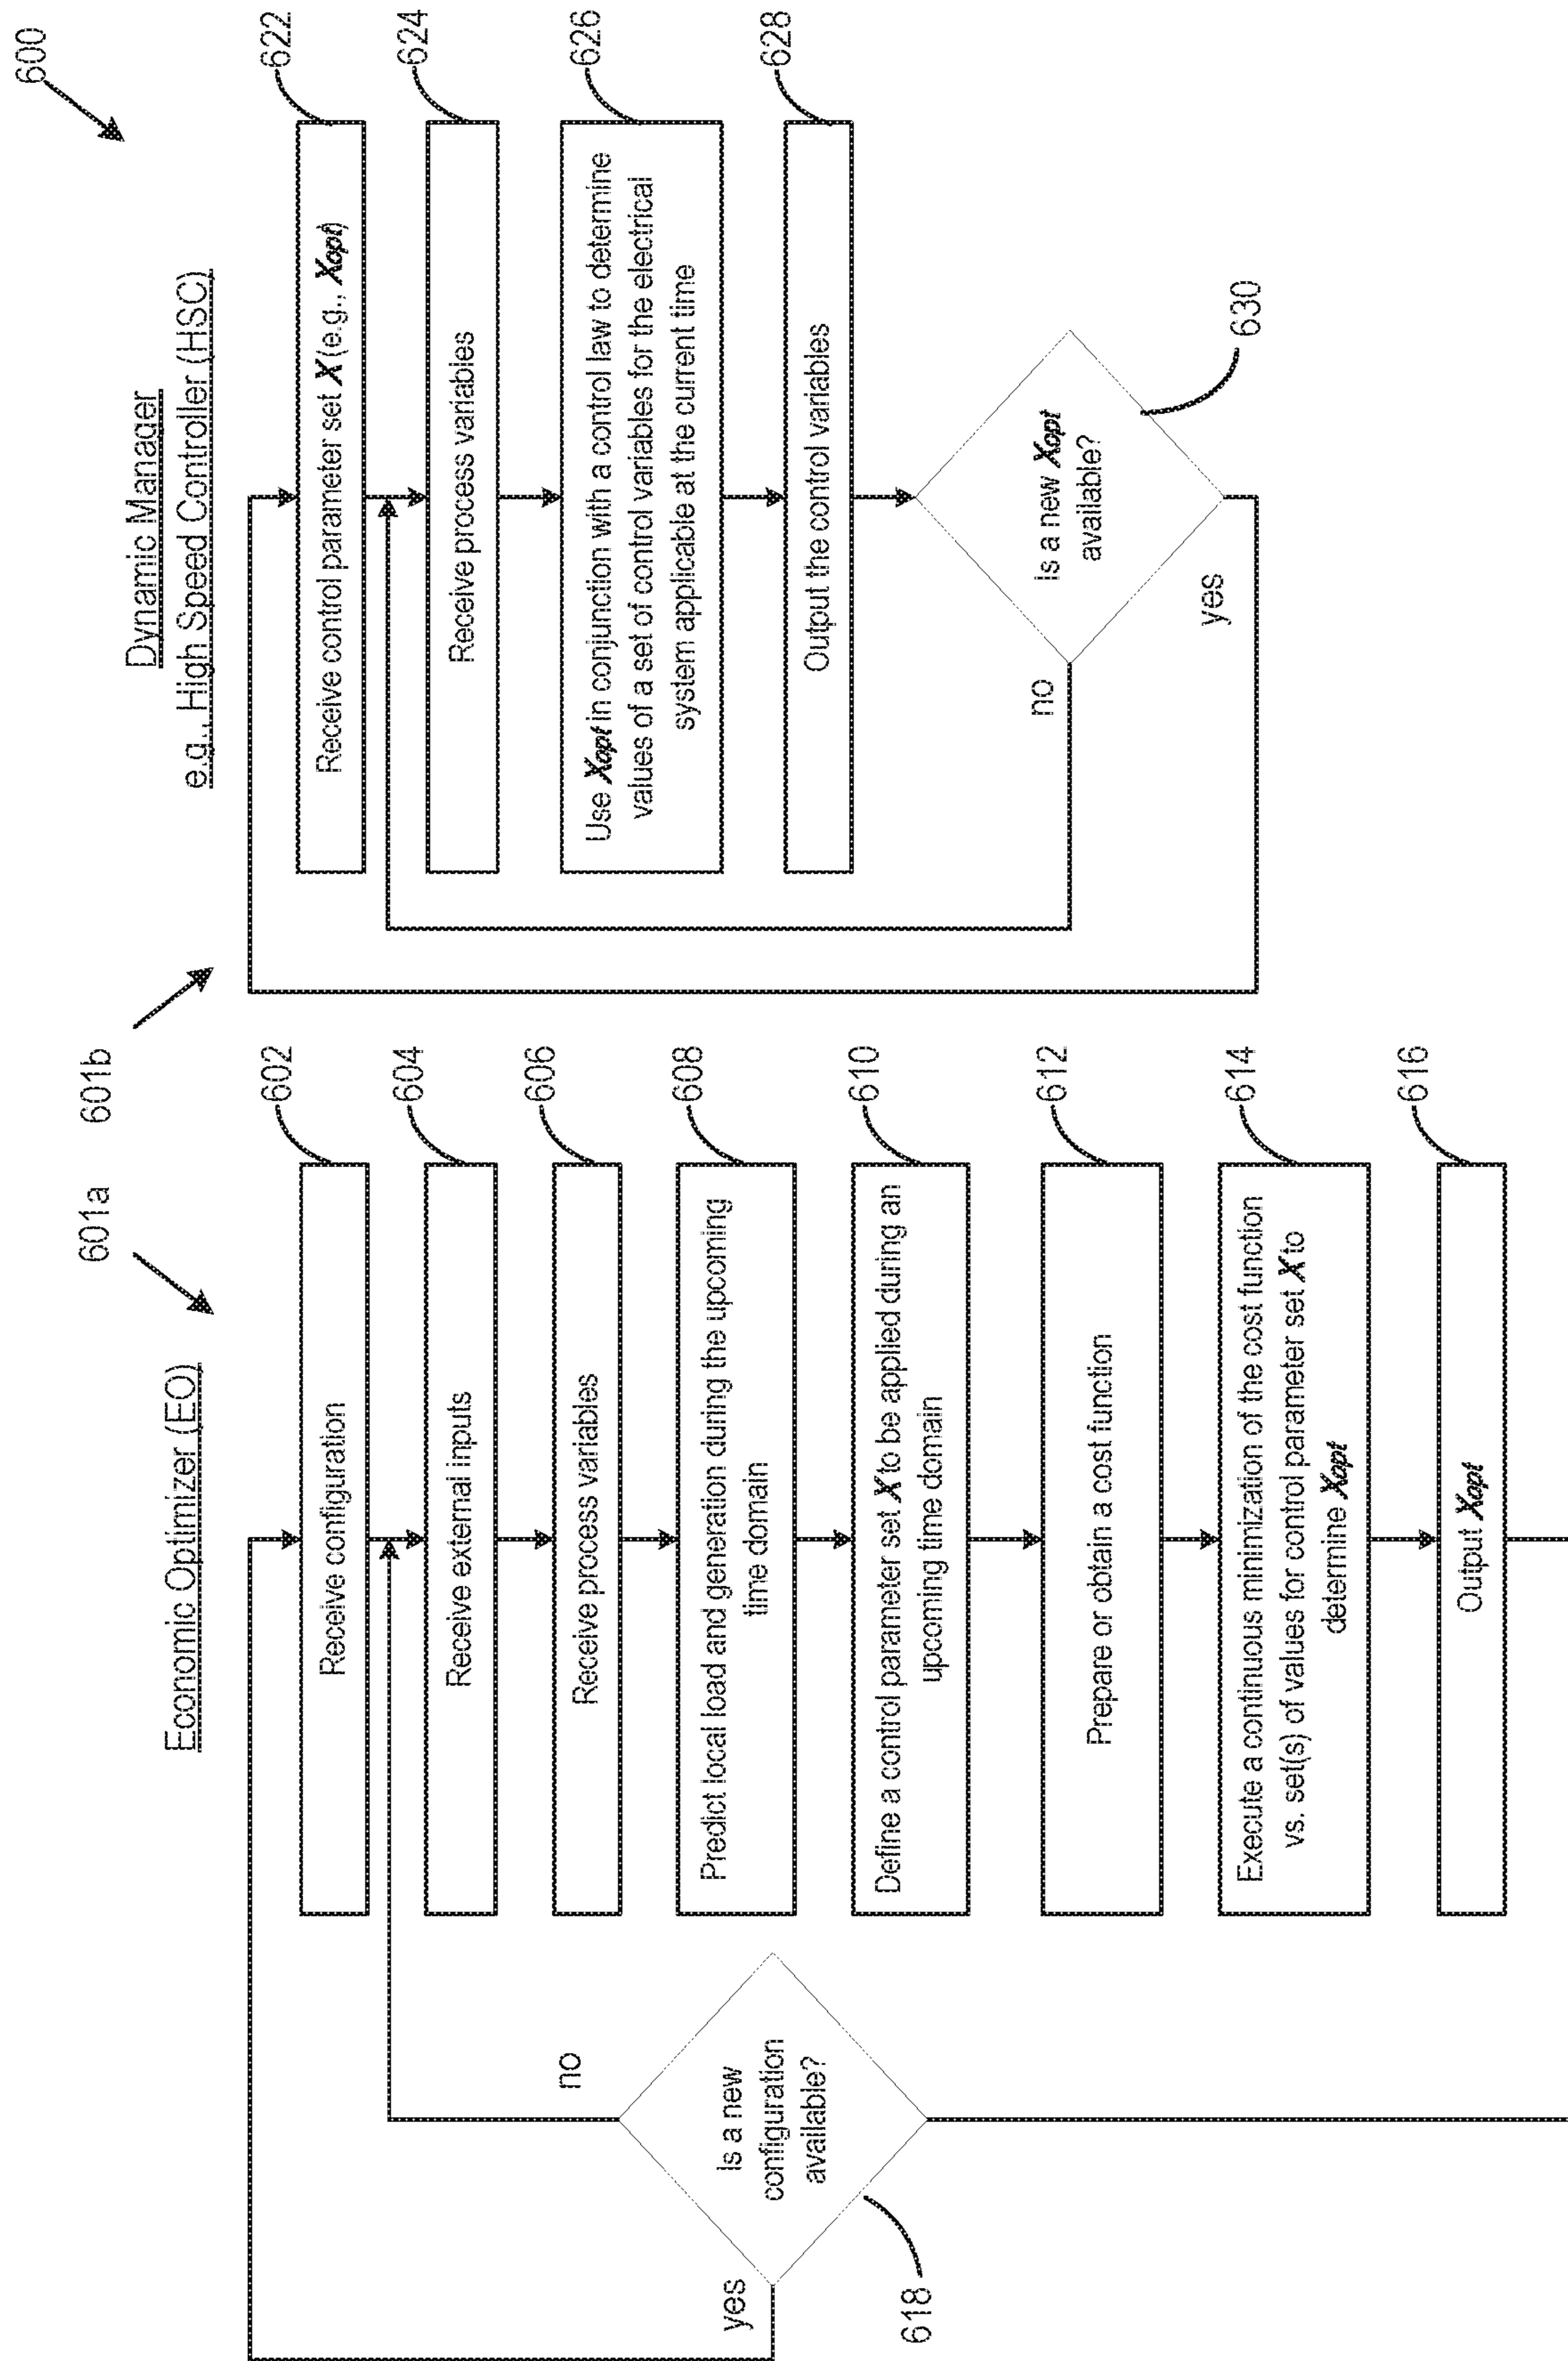 600
601a
601b
Economic Optimizer (EO)
Receive configuration
602
Receive external inputs
604
Receive process variables
606
Predict local load and generation during the upcoming
time domain
608
Define a control parameter set X to be applied during an
upcoming time domain
610
Prepare or obtain a cost function
612
Execute a continuous minimization of the cost function
vs. set(s) of values for control parameter set X to
determine Xopt
614
Output Xopt
616
is a new
configuration
available?
yes
no
618
Dynamic Manager
e.g., High Speed Controller (HSC)
Receive control parameter set X (e.g., Xopt)
622
Receive process variables
624
Use Xopt in conjunction with a control law to determine
values of a set of control variables for the electrical
system applicable at the current time
626
Output the control variables
628
is a new Xopt
available?
no
yes
630